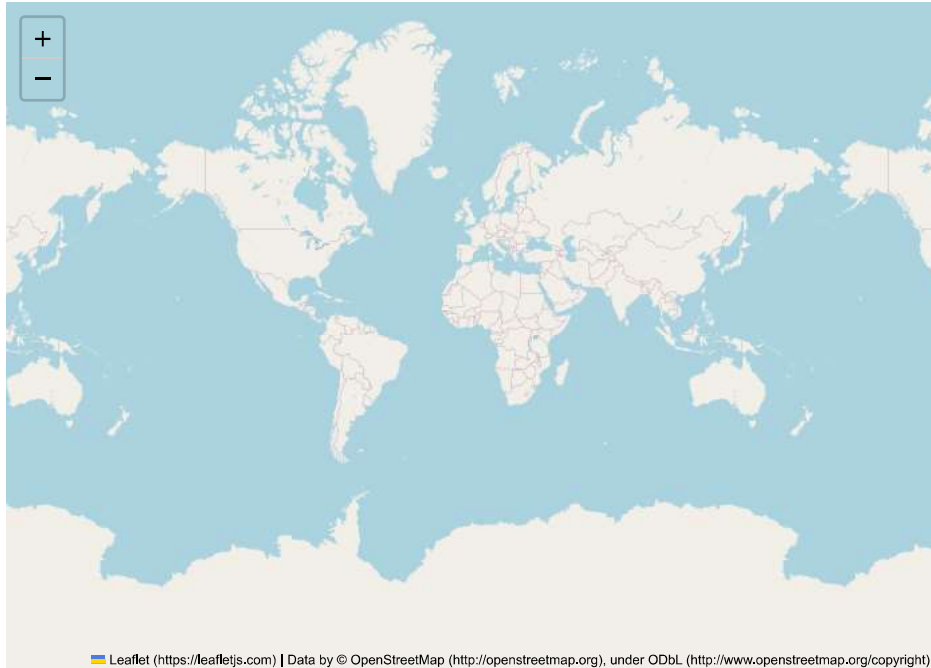 +
−
Leaflet (https://leafletjs.com) | Data by © OpenStreetMap (http://openstreetmap.org), under ODbL (http://www.openstreetmap.org/copyright)